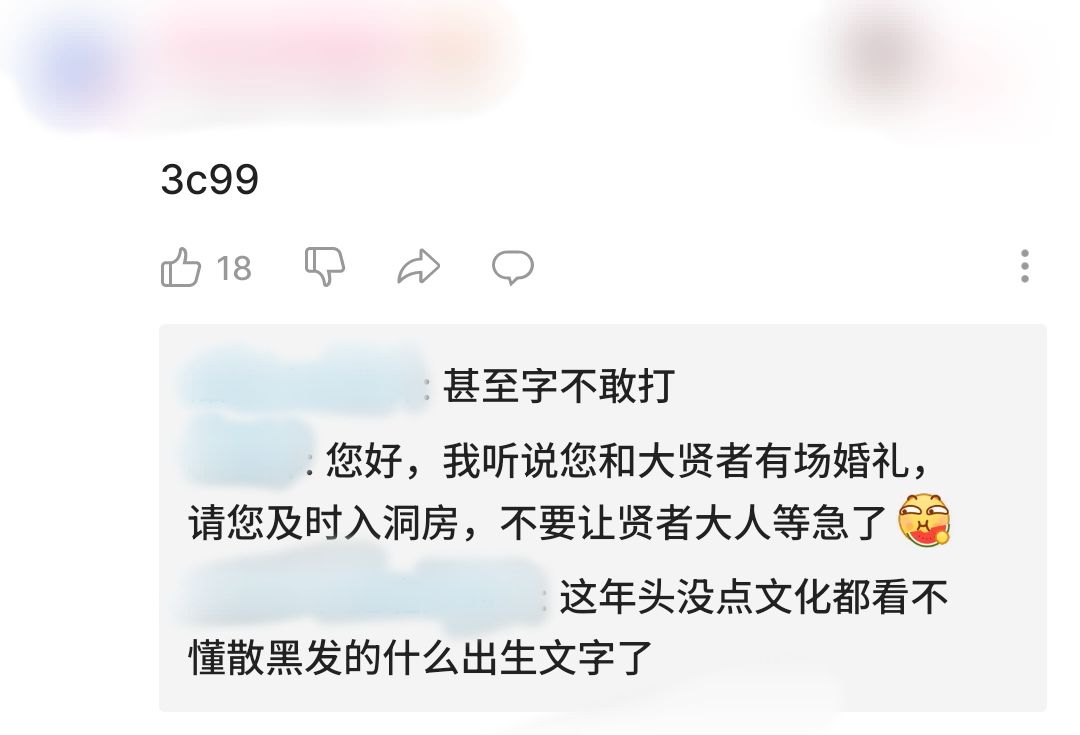 3c99
18
: 甚至字不敢打
: 您好，我听说您和大贤者有场婚礼，
请您及时入洞房，不要让贤者大人等急了
: 这年头没点文化都看不
懂散黑发的什么出生文字了